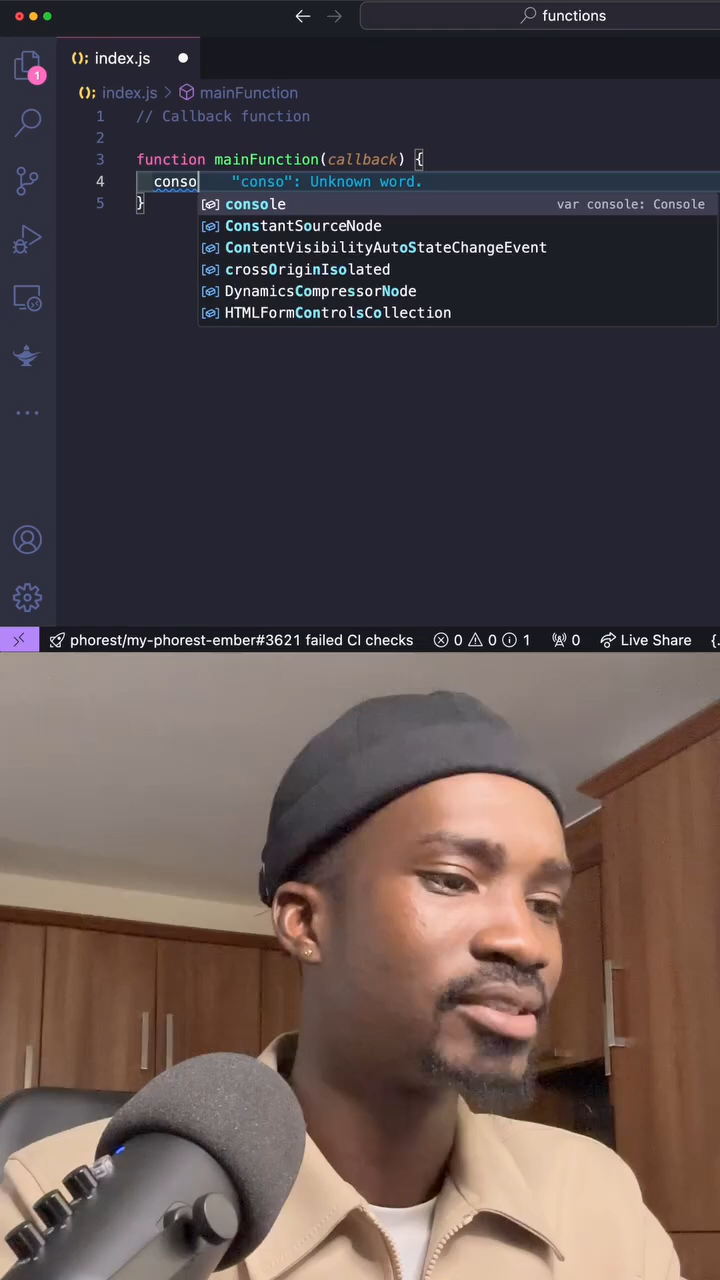 functions
index.js
1
index.js > mainFunction
1 // Callback function
2
3 function mainFunction(callback) {
4 conso "conso": Unknown word.
5 }
console var console: Console
ConstantSourceNode
ContentVisibilityAutoStateChangeEvent
crossOriginIsolated
DynamicsCompressorNode
HTMLFormControlsCollection
phorest/my-phorest-ember#3621 failed CI checks 0 0 1 0 Live Share {.